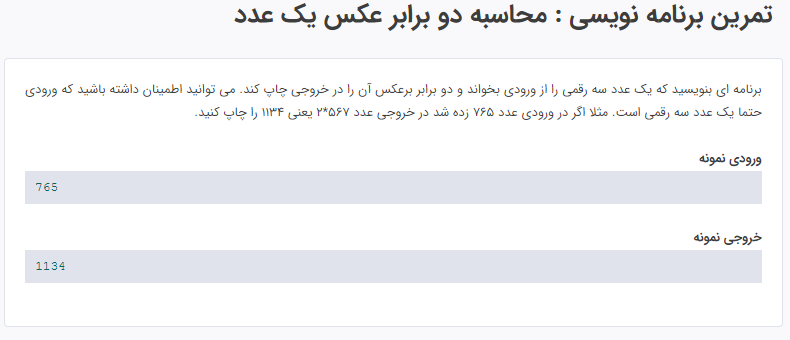 تمرین برنامه نویسی : محاسبه دو برابر عکس یک عدد
برنامه ای بنویسید که یک عدد سه رقمی را از ورودی بخواند و دو برابر برعکس آن را در خروجی چاپ کند. می توانید اطمینان داشته باشید که ورودی
حتما یک عدد سه رقمی است. مثلا اگر در ورودی عدد ۷۶۵ زده شد در خروجی عدد ۵۶۷*۲ یعنی ۱۱۳۴ را چاپ کنید.
ورودی نمونه
765
خروجی نمونه
1134